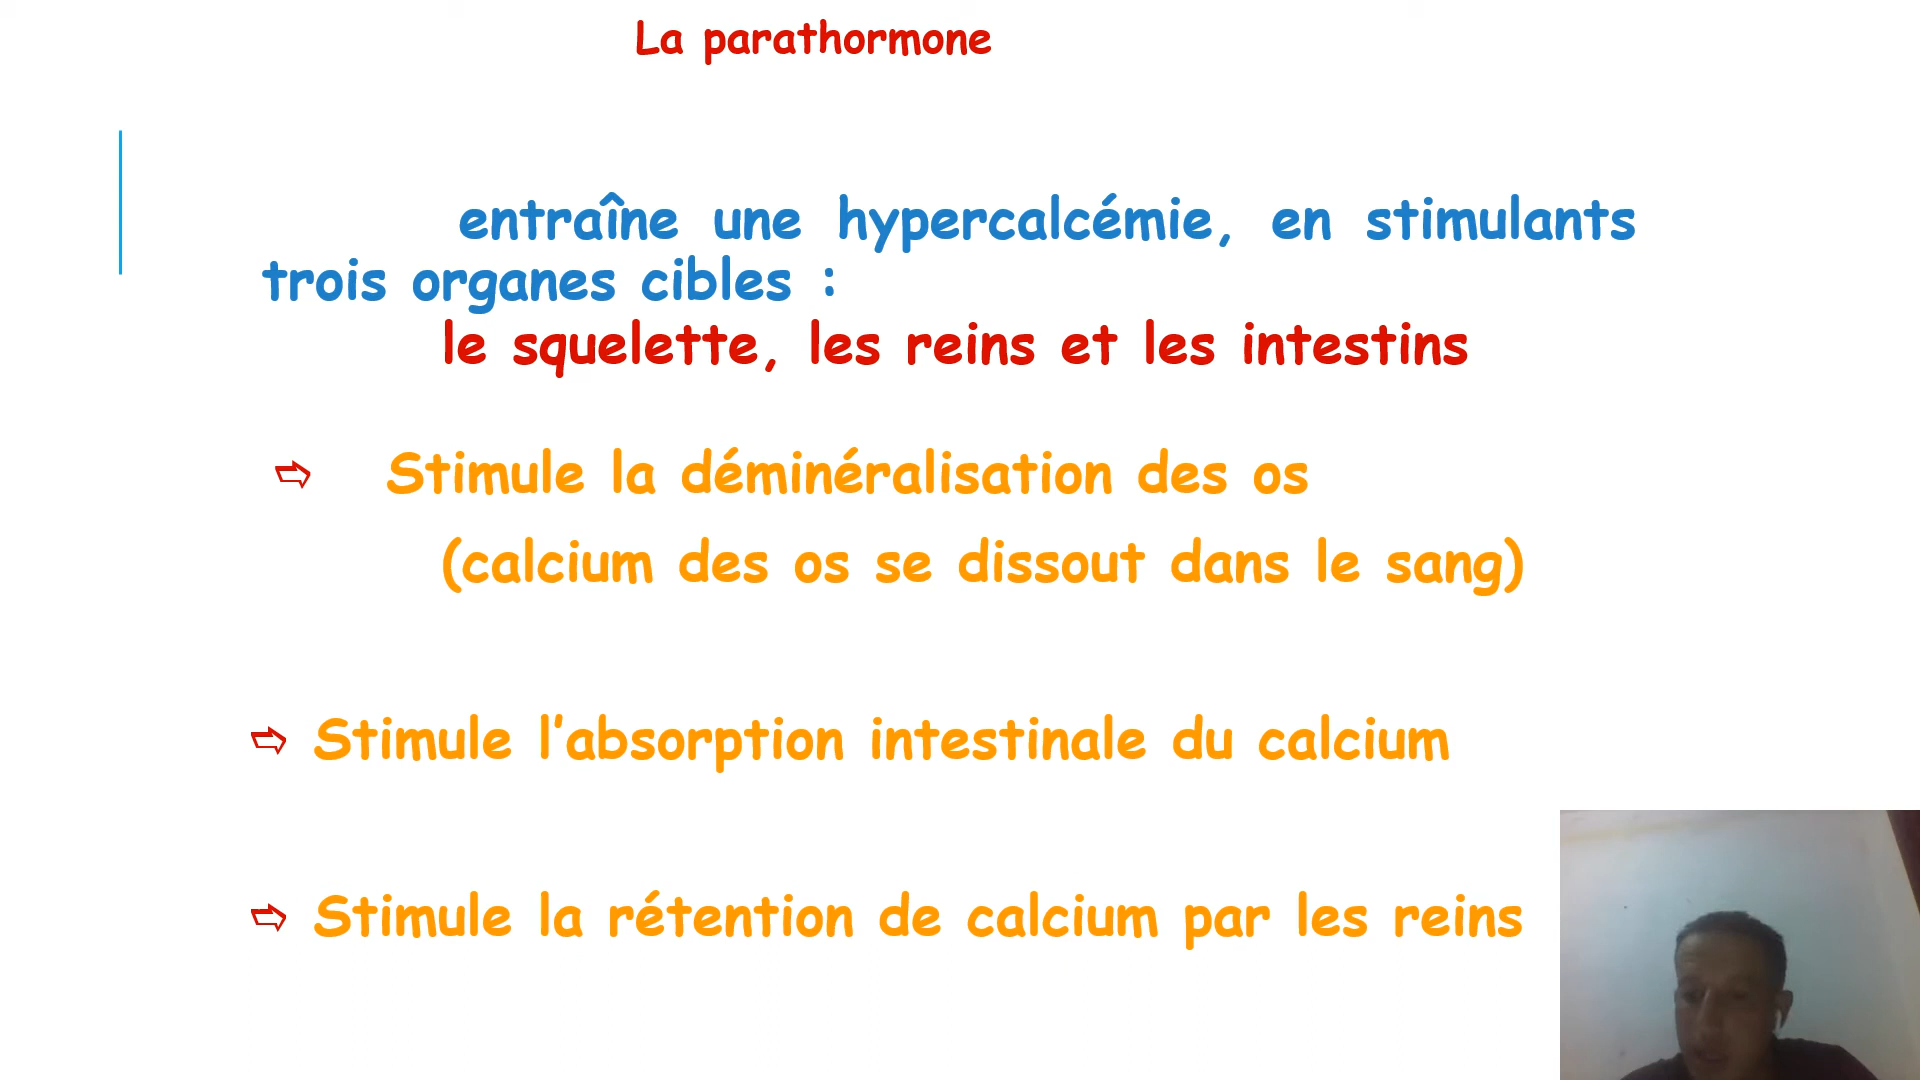 La parathormone
entraîne une hypercalcémie, en stimulants
trois organes cibles :
le squelette, les reins et les intestins
⇨ Stimule la déminéralisation des os
(calcium des os se dissout dans le sang)
⇨ Stimule l’absorption intestinale du calcium
⇨ Stimule la rétention de calcium par les reins